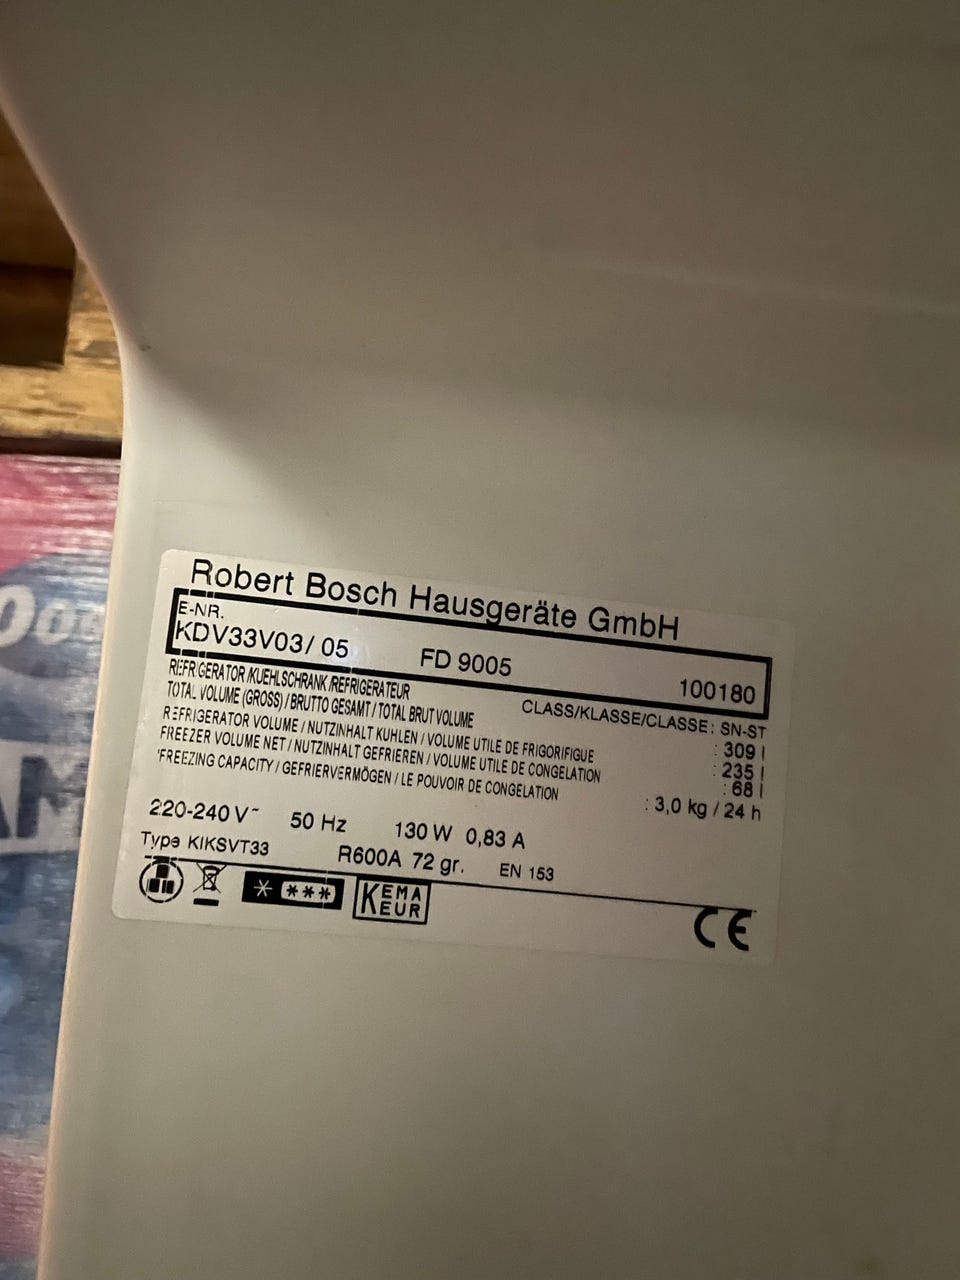 Robert Bosch Hausgeräte GmbH
E-NR.
KDV33V03/ 05 FD 9005 100180
REFRIGERATOR/KUEHLSCHRANK/REFRIGERATEUR CLASS/KLASSE/CLASSE: SN-ST
TOTAL VOLUME (GROSS) / BRUTTO GESAMT / TOTAL BRUT VOLUME : 309 l
REFRIGERATOR VOLUME / NUTZINHALT KUHLEN / VOLUME UTILE DE FRIGORIFIGUE : 235 l
FREEZER VOLUME NET / NUTZINHALT GEFRIEREN / VOLUME UTILE DE CONGELATION : 68 l
'FREEZING CAPACITY / GEFRIERVERMÖGEN / LE POUVOIR DE CONGELATION : 3,0 kg / 24 h
220-240 V~ 50 Hz 130 W 0,83 A
Type KIKSVT33 R600A 72 gr. EN 153
KEMA
KEUR
CE